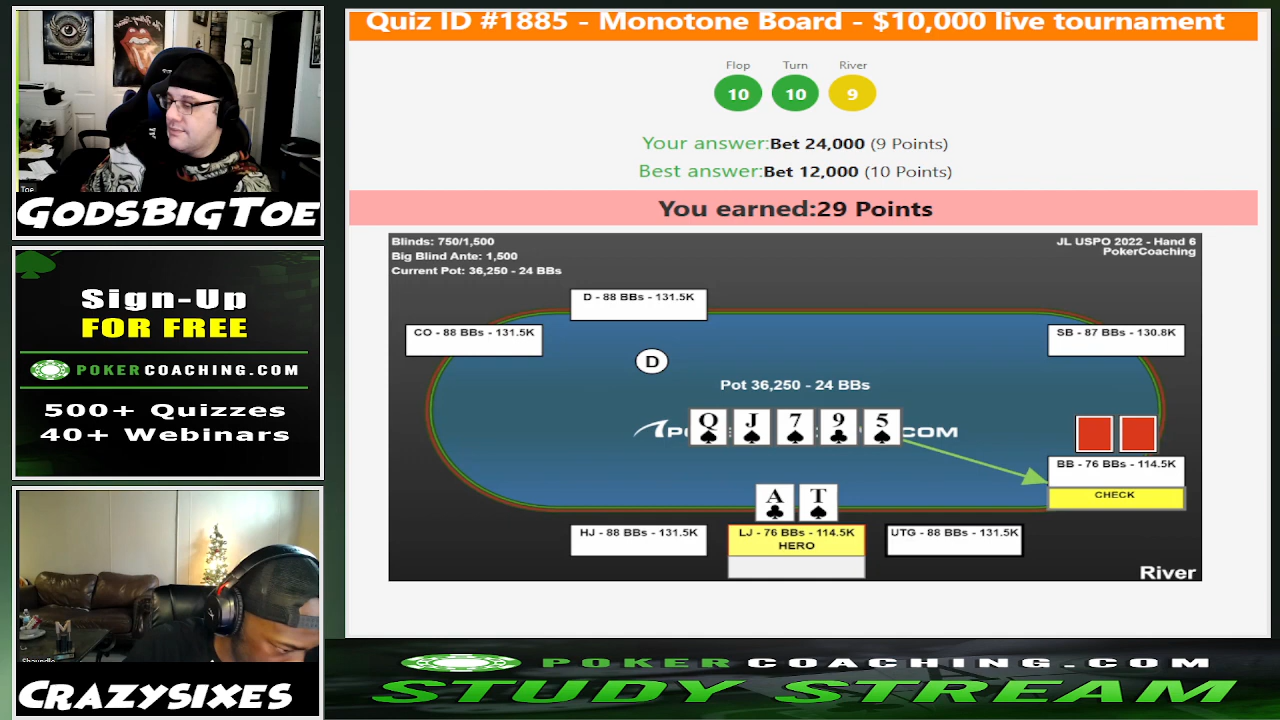 Quiz ID #1885 - Monotone Board - $10,000 live tournament
Flop Turn River
10 10 9
Your answer:Bet 24,000 (9 Points)
Best answer:Bet 12,000 (10 Points)
You earned:29 Points
Blinds: 750/1,500
Big Blind Ante: 1,500
Current Pot: 36,250 - 24 BBs
JL USPO 2022 - Hand 6
PokerCoaching
D - 88 BBs - 131.5K
CO - 88 BBs - 131.5K
SB - 87 BBs - 130.8K
D
Pot 36,250 - 24 BBs
Q J 7 9 5
.COM
BB - 76 BBs - 114.5K
CHECK
A T
HJ - 88 BBs - 131.5K
LJ - 76 BBs - 114.5K
HERO
UTG - 88 BBs - 131.5K
River
Toe
GODSBIGTOE
Sign-Up
FOR FREE
POKERCOACHING.COM
500+ Quizzes
40+ Webinars
CRAZYSIXES
POKERCOACHING.COM
STUDY STREAM